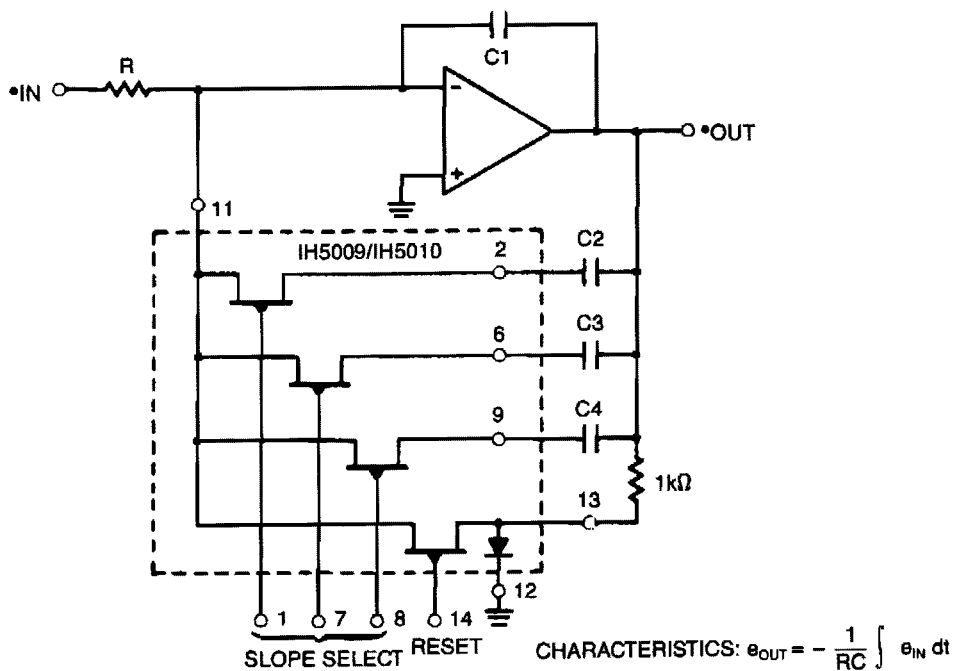 R
C1
•IN
-
+
•OUT
11
IH5009/IH5010
2
C2
6
C3
9
C4
1kΩ
13
12
1
7
8
14
SLOPE SELECT
RESET
CHARACTERISTICS: eOUT = - 1/RC ∫ eIN dt